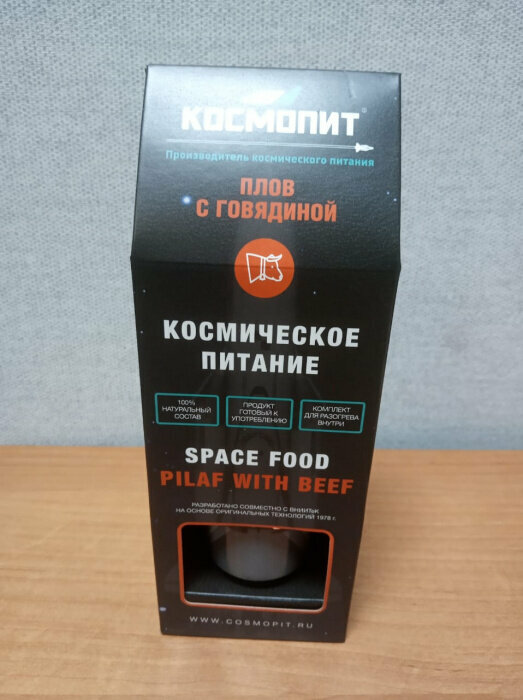 КОСМОПИТ®
Производитель космического питания
ПЛОВ
С ГОВЯДИНОЙ
КОСМИЧЕСКОЕ
ПИТАНИЕ
100%
НАТУРАЛЬНЫЙ
СОСТАВ
ПРОДУКТ
ГОТОВЫЙ К
УПОТРЕБЛЕНИЮ
КОМПЛЕКТ
ДЛЯ РАЗОГРЕВА
ВНУТРИ
SPACE FOOD
PILAF WITH BEEF
РАЗРАБОТАНО СОВМЕСТНО С ВНИИТЬК
НА ОСНОВЕ ОРИГИНАЛЬНЫХ ТЕХНОЛОГИЙ 1978 г.
WWW.COSMOPIT.RU